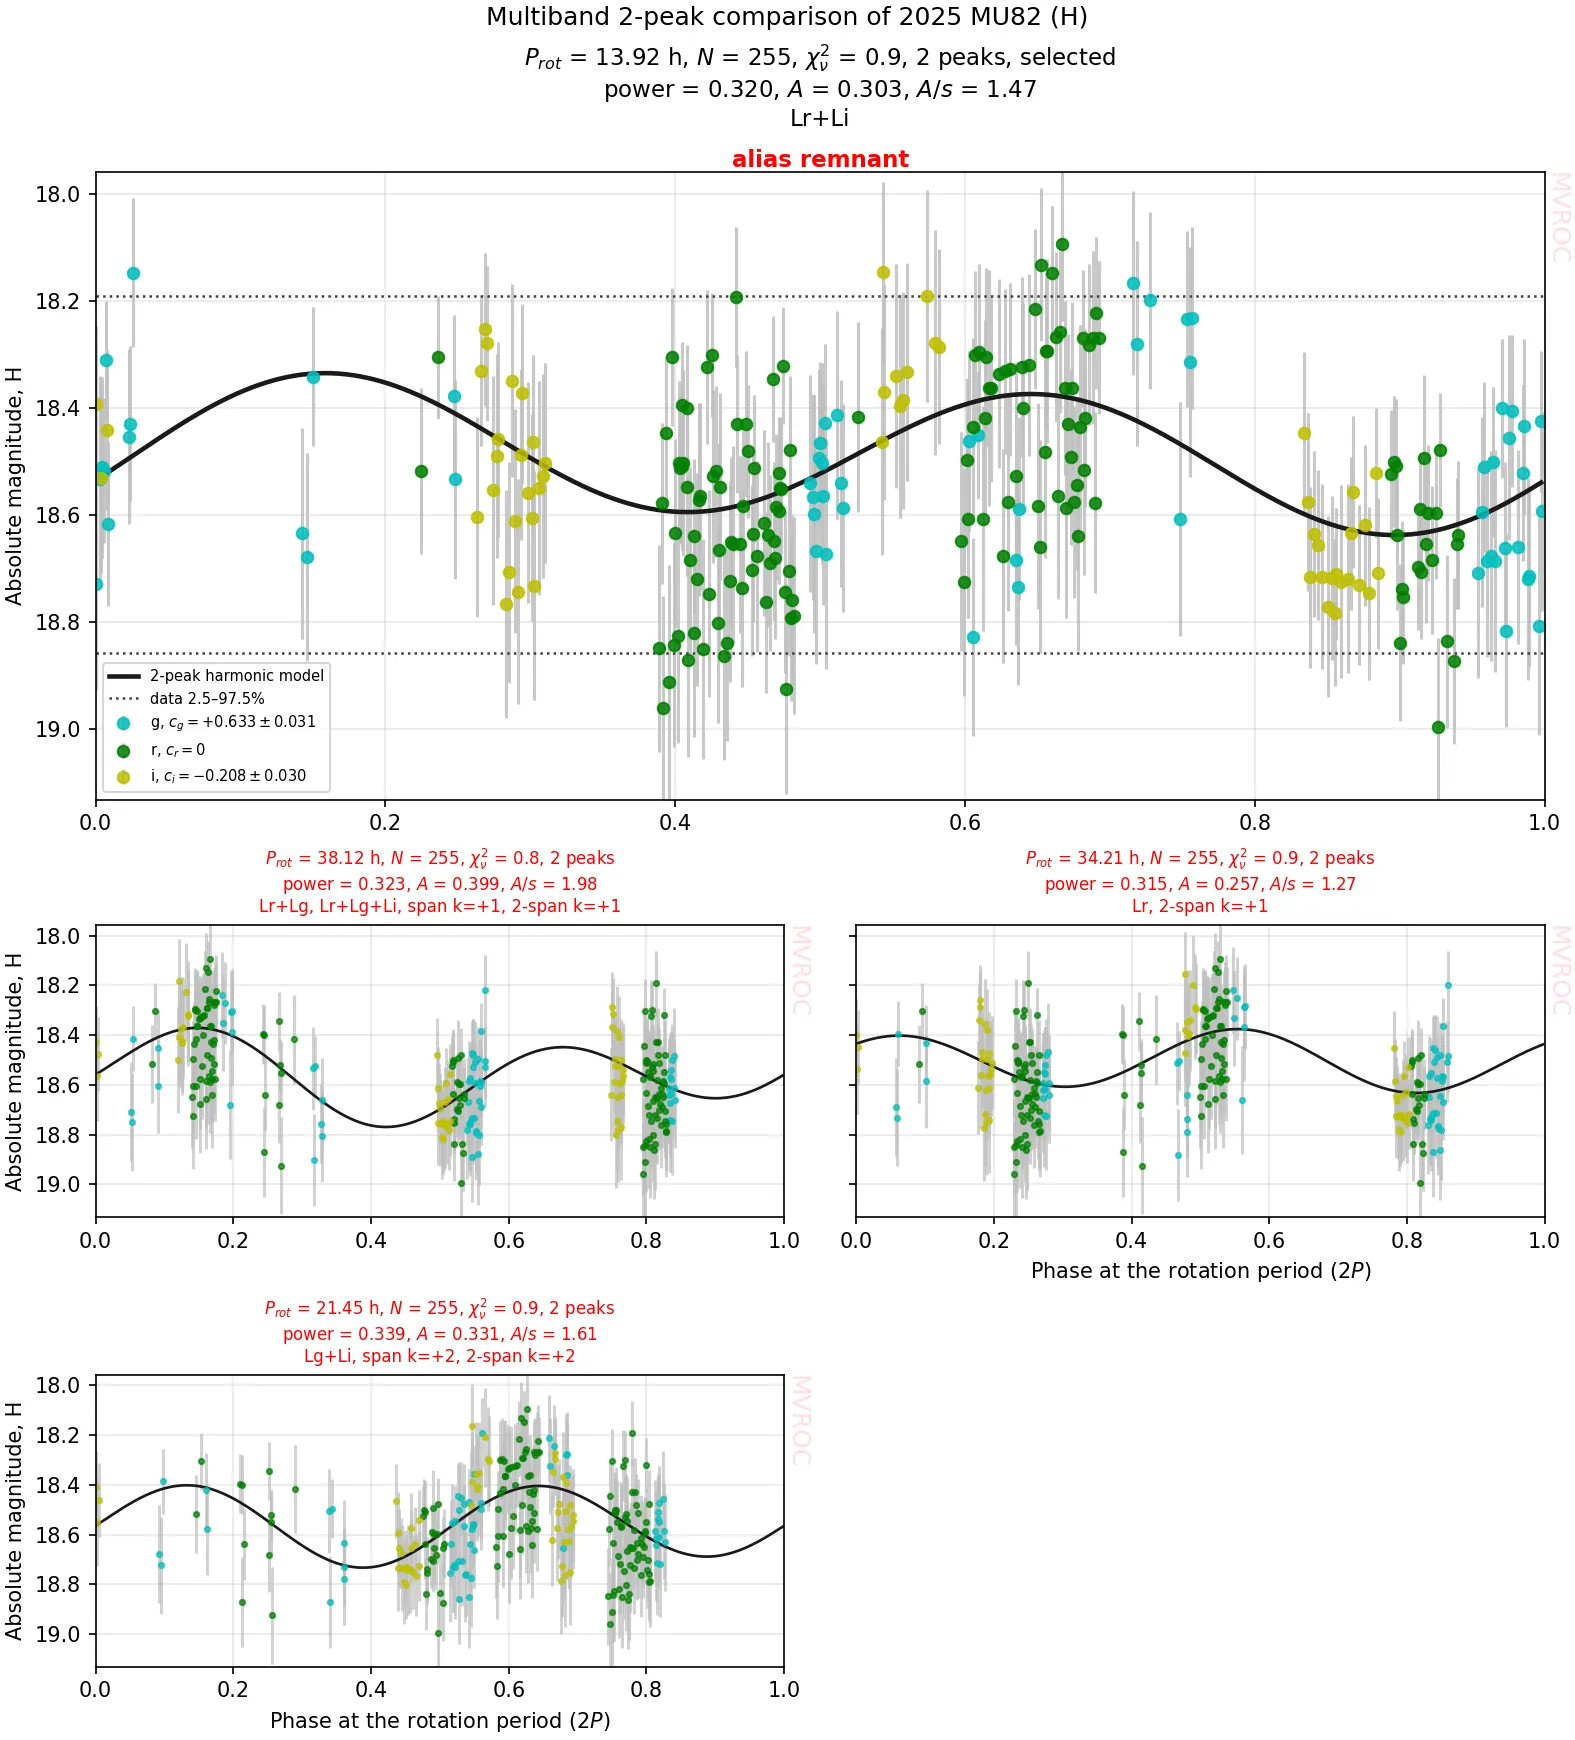 Multiband 2-peak comparison of 2025 MU82 (H)
P_rot = 13.92 h, N = 255, χ²_ν = 0.9, 2 peaks, selected
power = 0.320, A = 0.303, A/s = 1.47
Lr+Li
alias remnant
MVROC
Absolute magnitude, H
18.0
18.2
18.4
18.6
18.8
19.0
2-peak harmonic model
data 2.5–97.5%
g, c_g = +0.633 ± 0.031
r, c_r = 0
i, c_i = −0.208 ± 0.030
0.0 0.2 0.4 0.6 0.8 1.0
P_rot = 38.12 h, N = 255, χ²_ν = 0.8, 2 peaks
power = 0.323, A = 0.399, A/s = 1.98
Lr+Lg, Lr+Lg+Li, span k=+1, 2-span k=+1
MVROC
Absolute magnitude, H
18.0
18.2
18.4
18.6
18.8
19.0
0.0 0.2 0.4 0.6 0.8 1.0
P_rot = 34.21 h, N = 255, χ²_ν = 0.9, 2 peaks
power = 0.315, A = 0.257, A/s = 1.27
Lr, 2-span k=+1
MVROC
0.0 0.2 0.4 0.6 0.8 1.0
Phase at the rotation period (2P)
P_rot = 21.45 h, N = 255, χ²_ν = 0.9, 2 peaks
power = 0.339, A = 0.331, A/s = 1.61
Lg+Li, span k=+2, 2-span k=+2
MVROC
Absolute magnitude, H
18.0
18.2
18.4
18.6
18.8
19.0
0.0 0.2 0.4 0.6 0.8 1.0
Phase at the rotation period (2P)